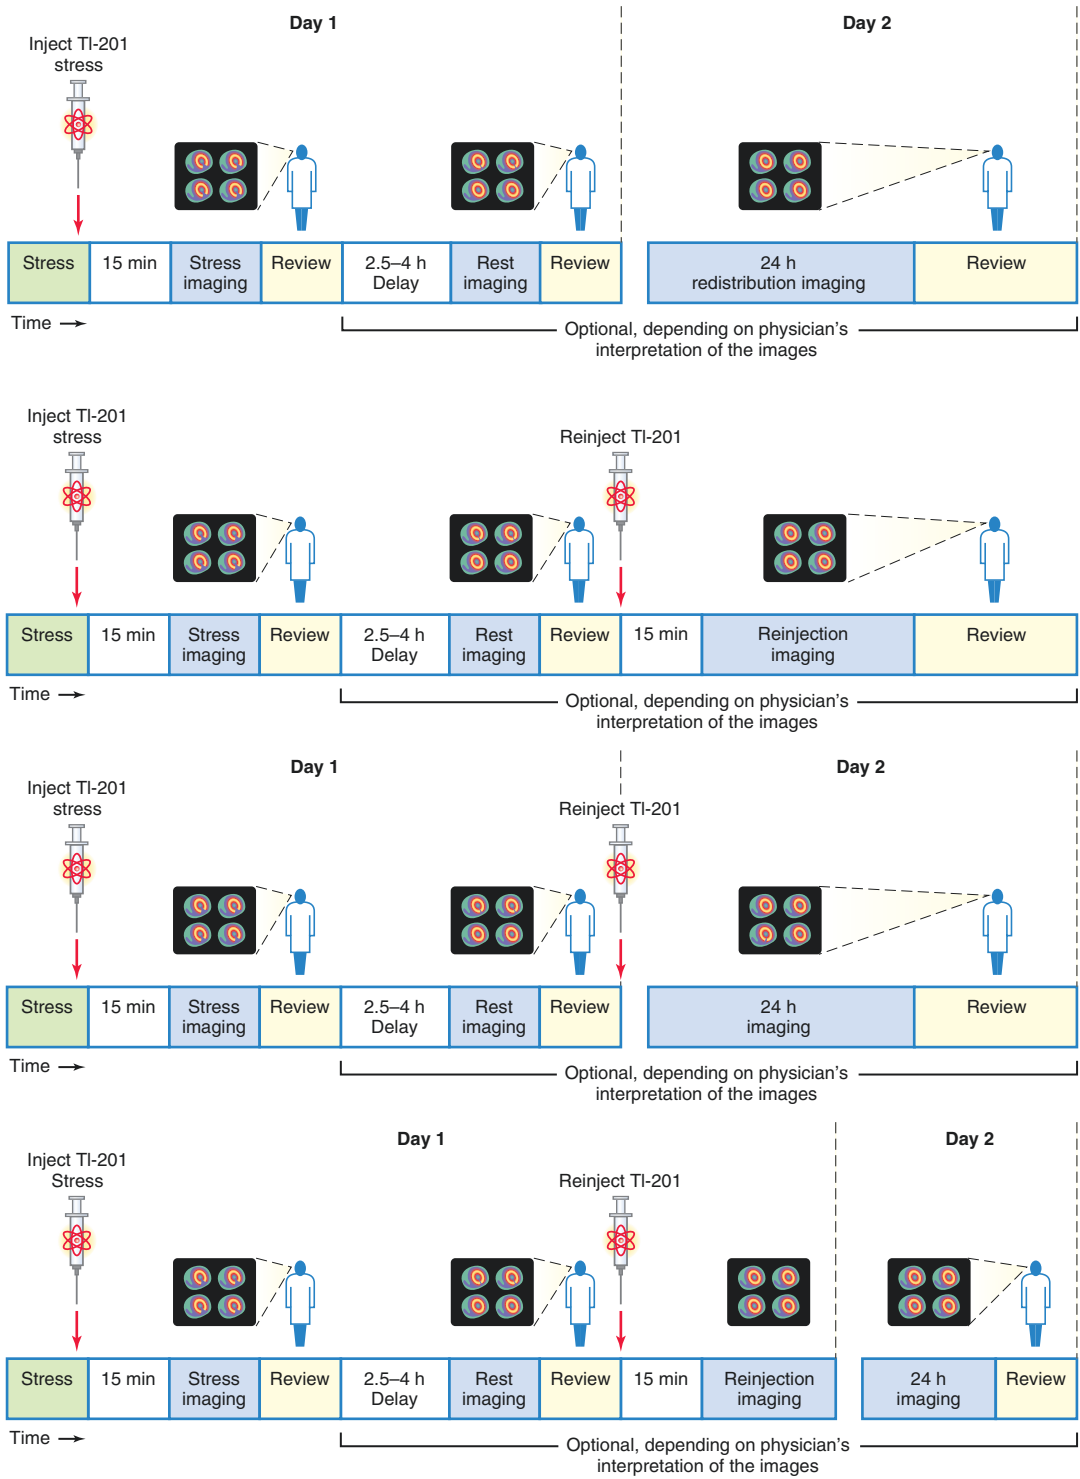 Day 1
Day 2
Inject Tl-201
stress
Stress
15 min
Stress
imaging
Review
2.5–4 h
Delay
Rest
imaging
Review
24 h
redistribution imaging
Review
Time
Optional, depending on physician’s
interpretation of the images
Inject Tl-201
stress
Reinject Tl-201
Stress
15 min
Stress
imaging
Review
2.5–4 h
Delay
Rest
imaging
Review
15 min
Reinjection
imaging
Review
Time
Optional, depending on physician’s
interpretation of the images
Day 1
Day 2
Inject Tl-201
stress
Reinject Tl-201
Stress
15 min
Stress
imaging
Review
2.5–4 h
Delay
Rest
imaging
Review
24 h
imaging
Review
Time
Optional, depending on physician’s
interpretation of the images
Day 1
Day 2
Inject Tl-201
Stress
Reinject Tl-201
Stress
15 min
Stress
imaging
Review
2.5–4 h
Delay
Rest
imaging
Review
15 min
Reinjection
imaging
24 h
imaging
Review
Time
Optional, depending on physician’s
interpretation of the images